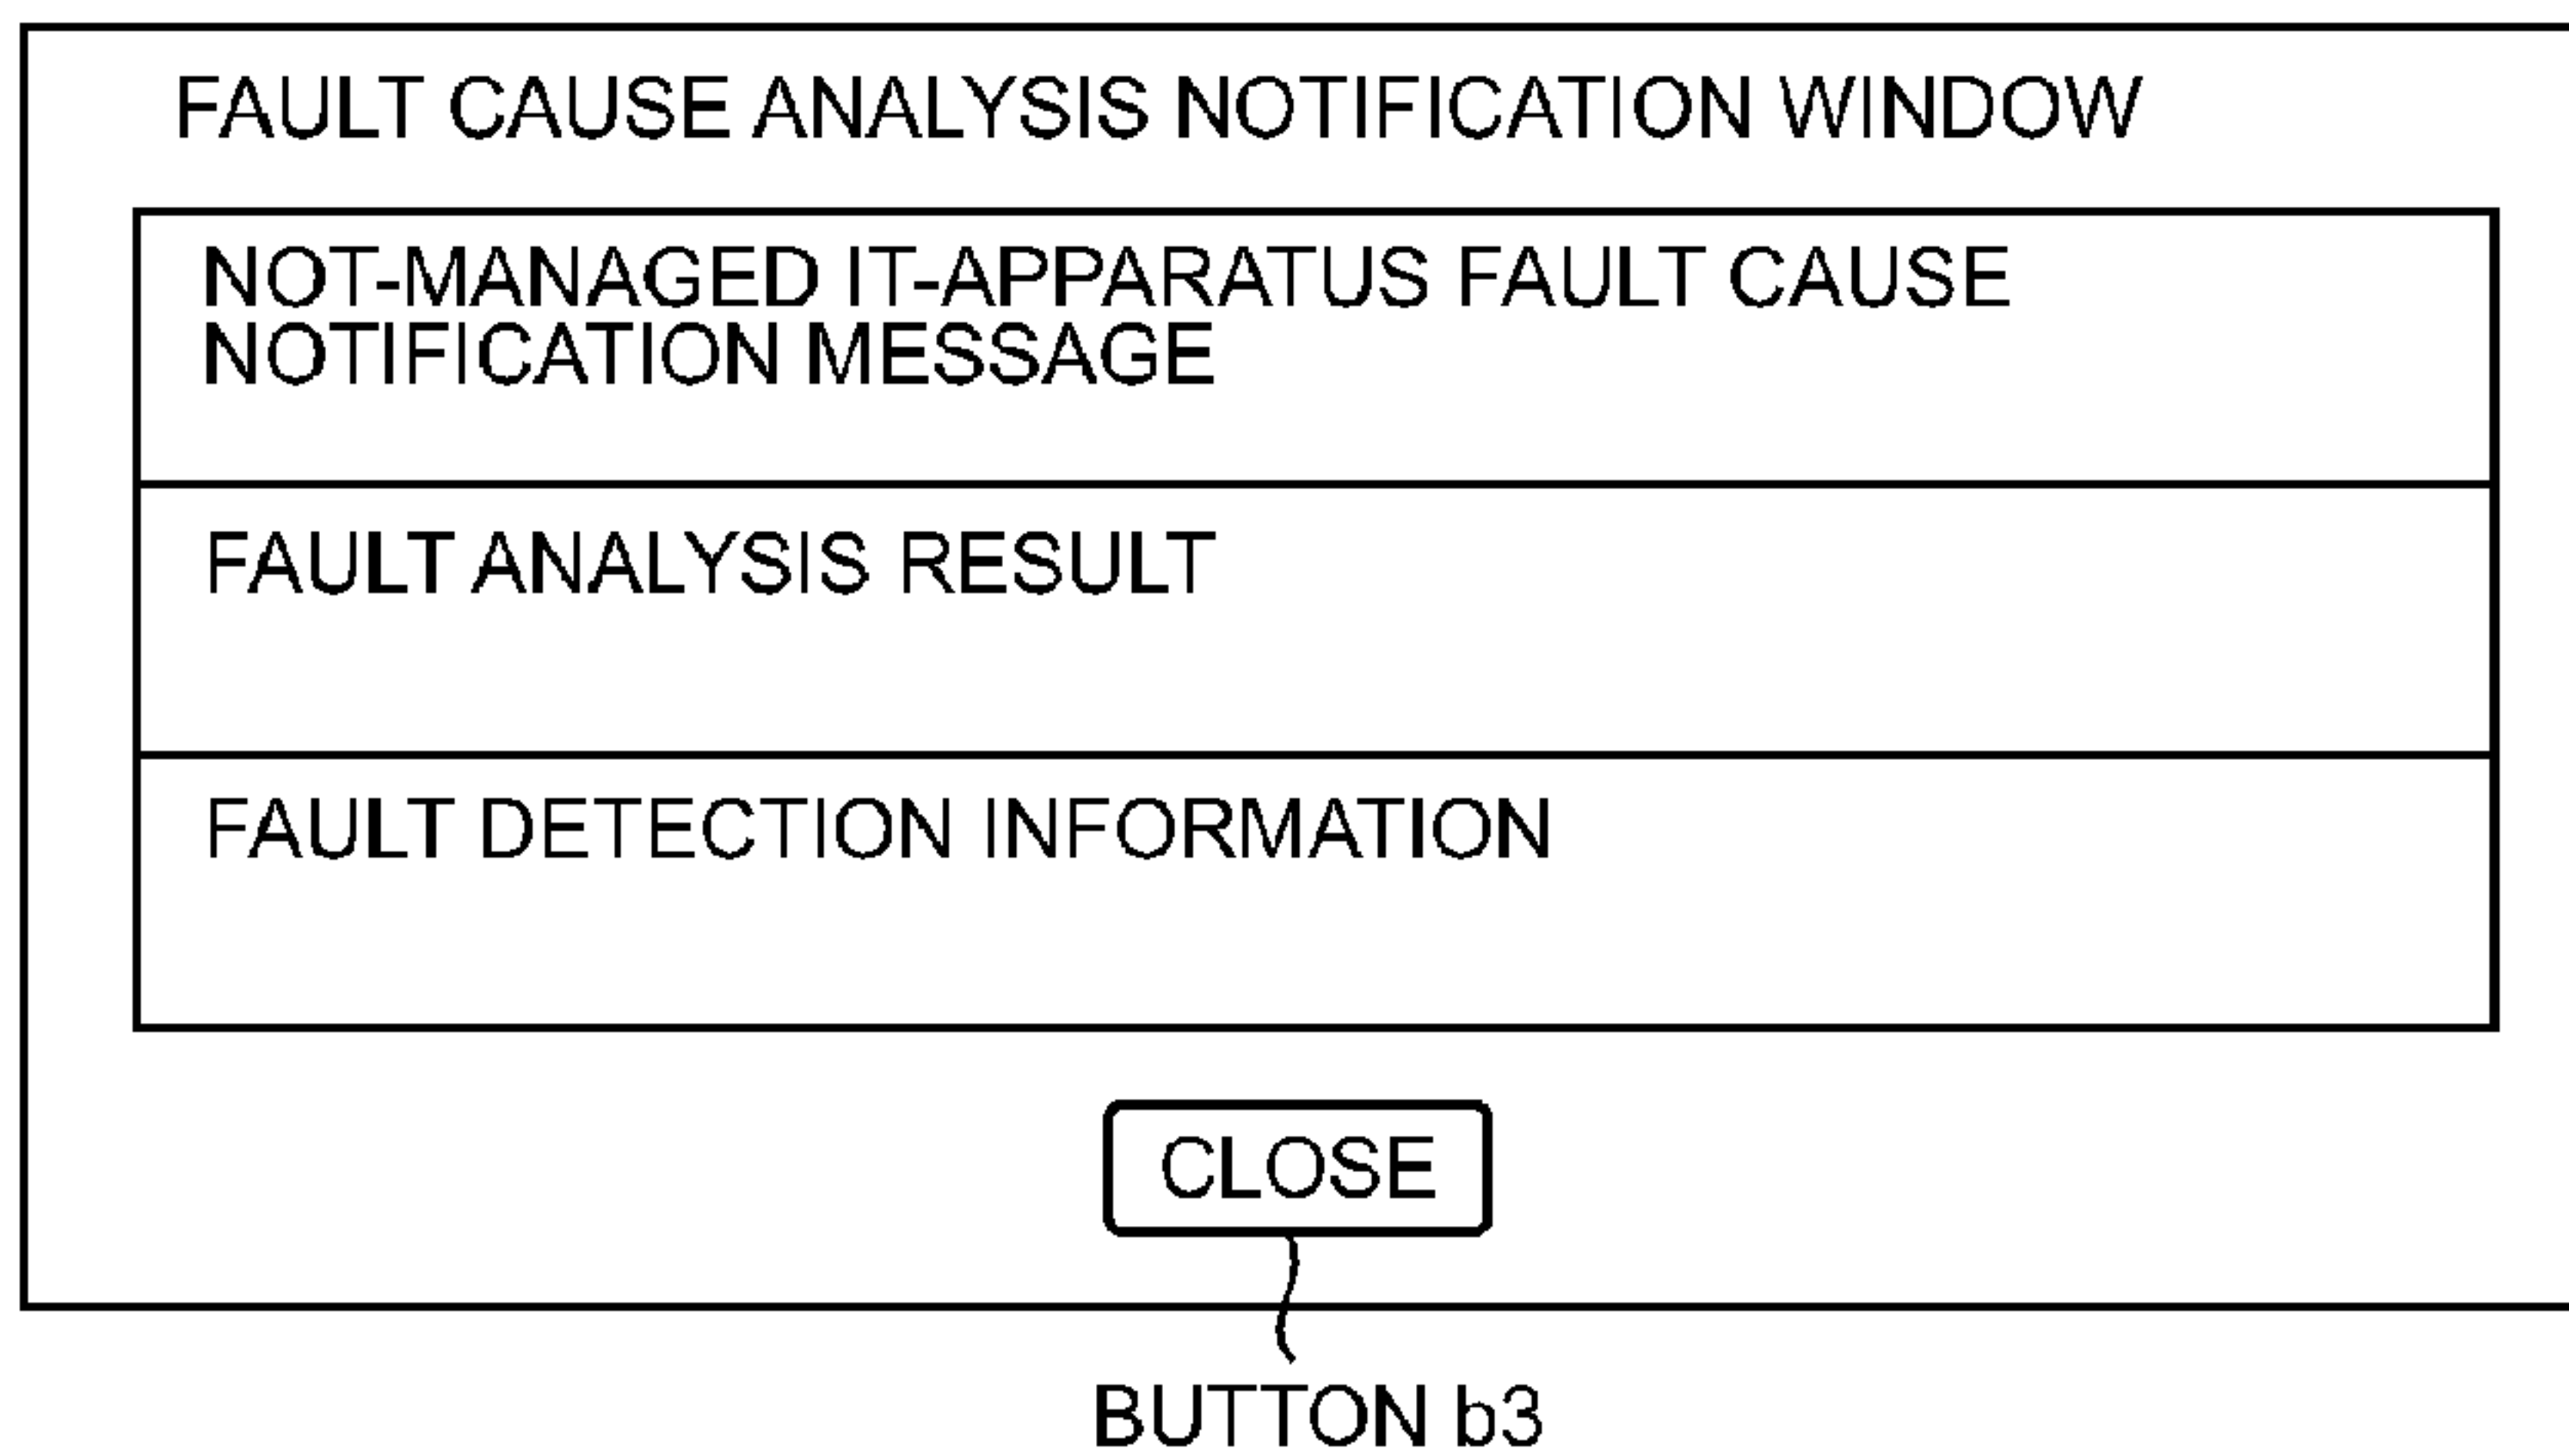 FAULT CAUSE ANALYSIS NOTIFICATION WINDOW
NOT-MANAGED IT-APPARATUS FAULT CAUSE
NOTIFICATION MESSAGE
FAULT ANALYSIS RESULT
FAULT DETECTION INFORMATION
CLOSE
BUTTON b3